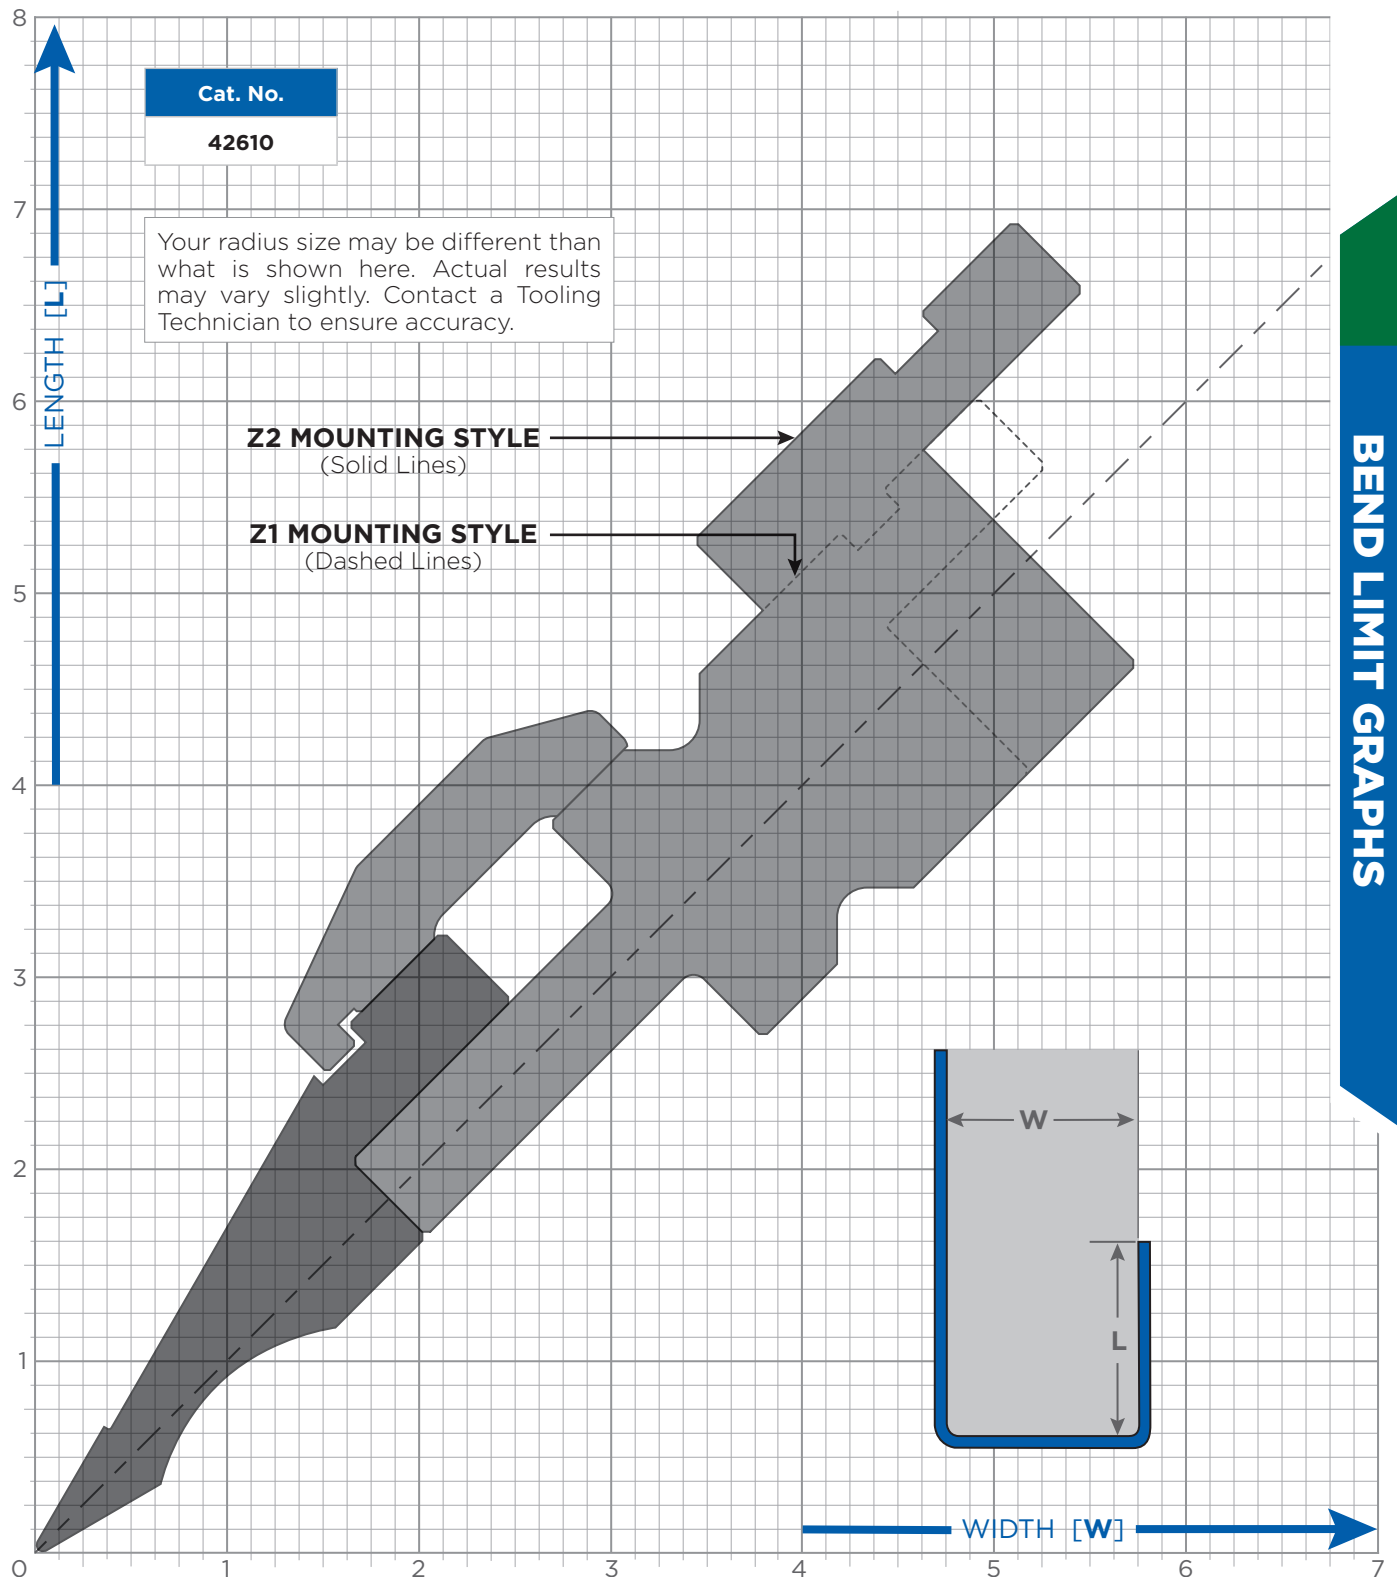 8
Cat. No.
42610
7
Your radius size may be different than
what is shown here. Actual results
may vary slightly. Contact a Tooling
Technician to ensure accuracy.
LENGTH [L]
6
Z2 MOUNTING STYLE
(Solid Lines)
Z1 MOUNTING STYLE
(Dashed Lines)
5
BEND LIMIT GRAPHS
4
3
W
2
L
1
WIDTH [W]
0 1 2 3 4 5 6 7